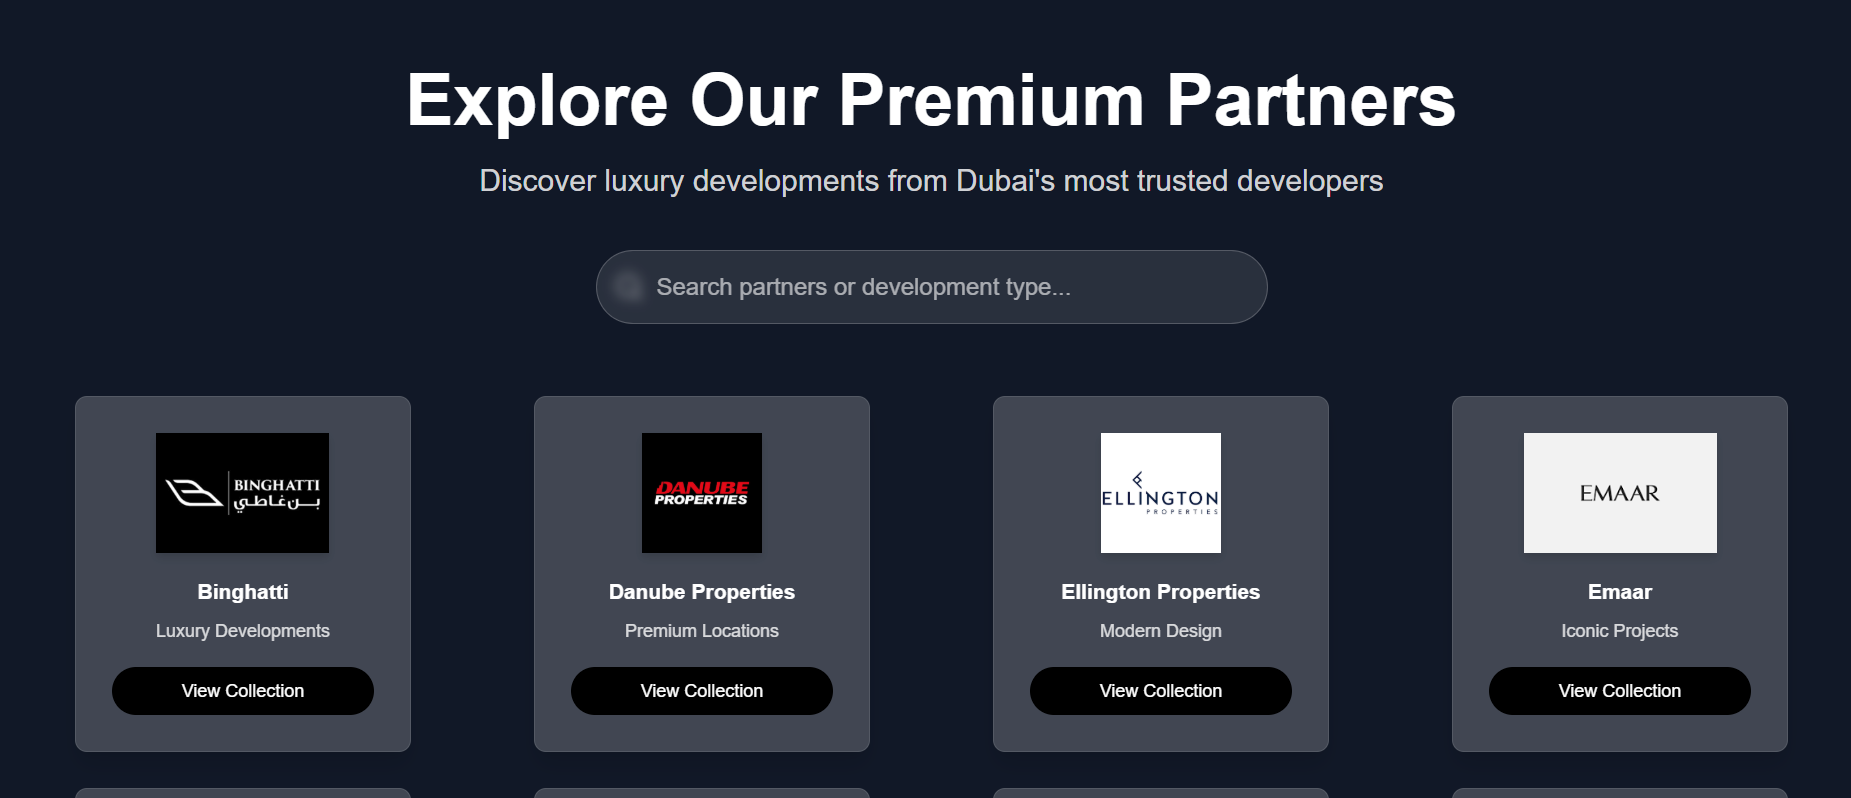 Explore Our Premium Partners
Discover luxury developments from Dubai's most trusted developers
Search partners or development type...
BINGHATTI
بن غاطي
Binghatti
Luxury Developments
View Collection
DANUBE
PROPERTIES
Danube Properties
Premium Locations
View Collection
ELLINGTON
PROPERTIES
Ellington Properties
Modern Design
View Collection
EMAAR
Emaar
Iconic Projects
View Collection